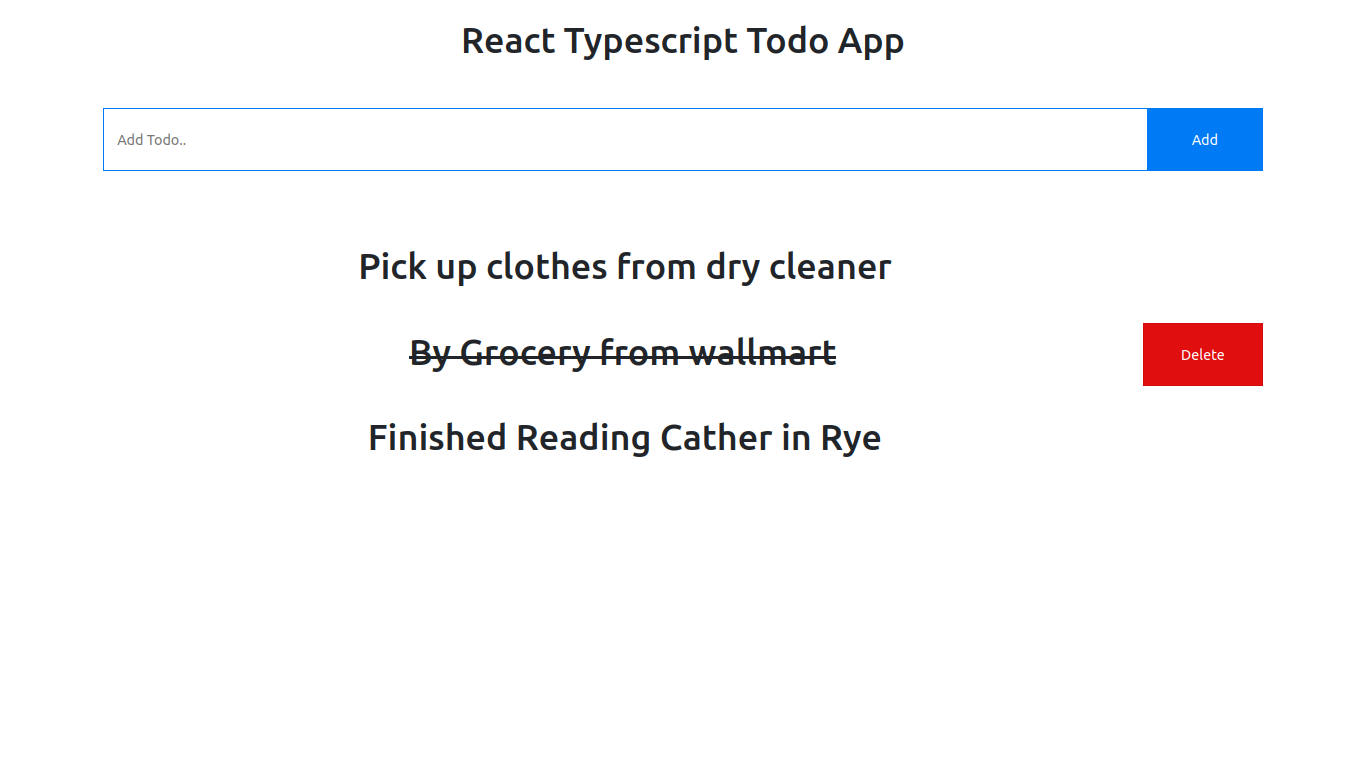 React Typescript Todo App
Add Todo..
Add
Pick up clothes from dry cleaner
By Grocery from wallmart
Delete
Finished Reading Cather in Rye